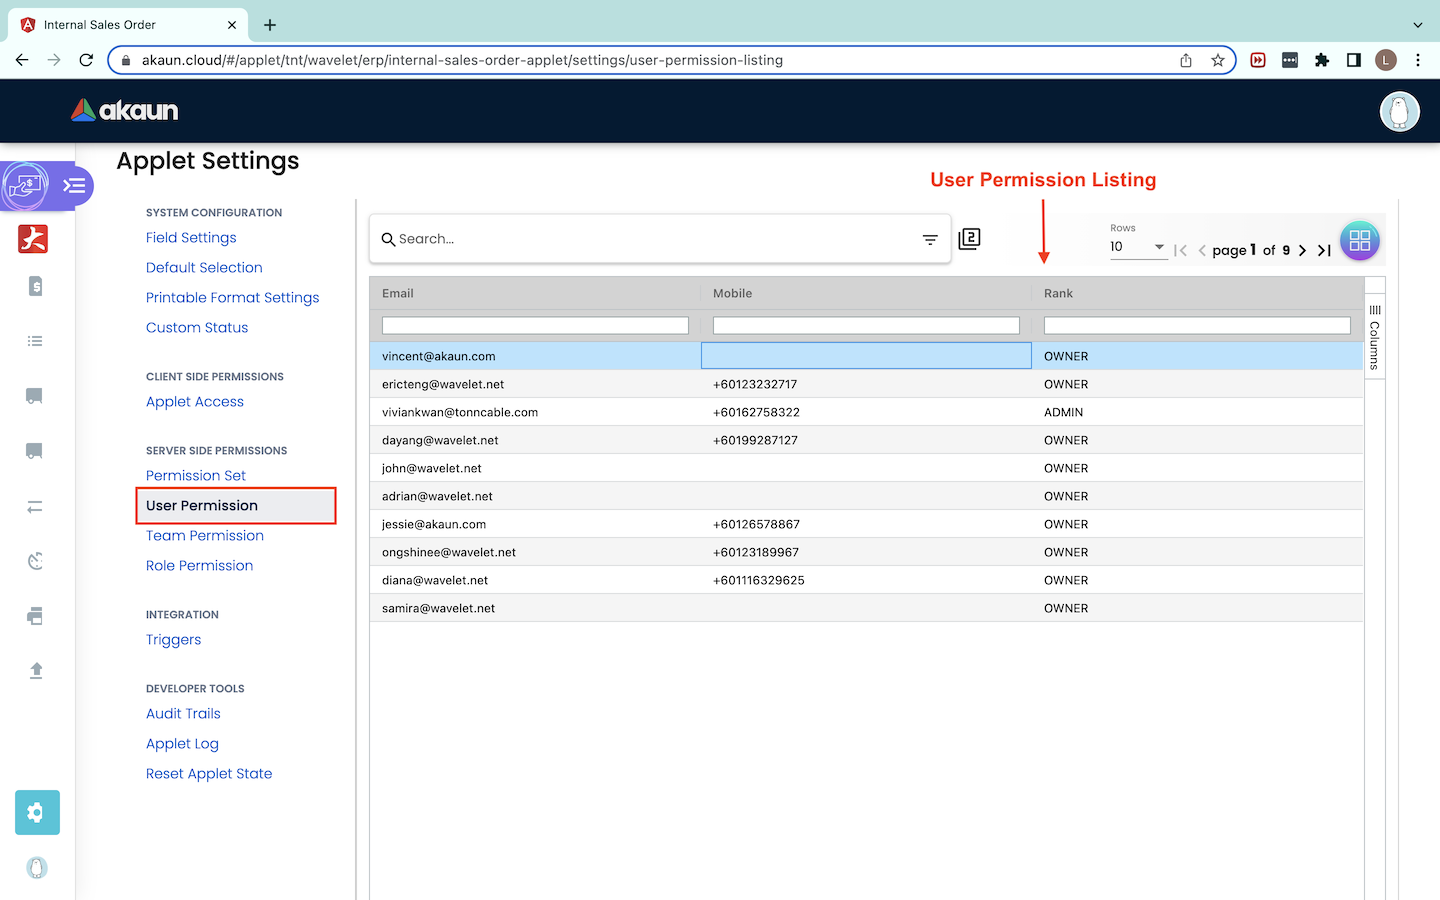 Internal Sales Order
akaun.cloud/#/applet/tnt/wavelet/erp/internal-sales-order-applet/settings/user-permission-listing
L
akaun
Applet Settings
User Permission Listing
SYSTEM CONFIGURATION
Field Settings
Default Selection
Printable Format Settings
Custom Status
CLIENT SIDE PERMISSIONS
Applet Access
SERVER SIDE PERMISSIONS
Permission Set
User Permission
Team Permission
Role Permission
INTEGRATION
Triggers
DEVELOPER TOOLS
Audit Trails
Applet Log
Reset Applet State
Search...
2
Rows
10
page 1 of 9
Email Mobile Rank
vincent@akaun.com OWNER
ericteng@wavelet.net +60123232717 OWNER
viviankwan@tonncable.com +60162758322 ADMIN
dayang@wavelet.net +60199287127 OWNER
john@wavelet.net OWNER
adrian@wavelet.net OWNER
jessie@akaun.com +60126578867 OWNER
ongshinee@wavelet.net +60123189967 OWNER
diana@wavelet.net +601116329625 OWNER
samira@wavelet.net OWNER
Columns